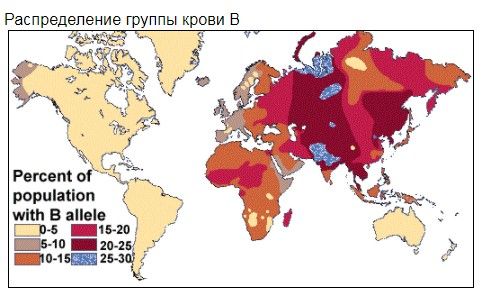 Распределение группы крови B
Percent of
population
with B allele
0-5 15-20
5-10 20-25
10-15 25-30